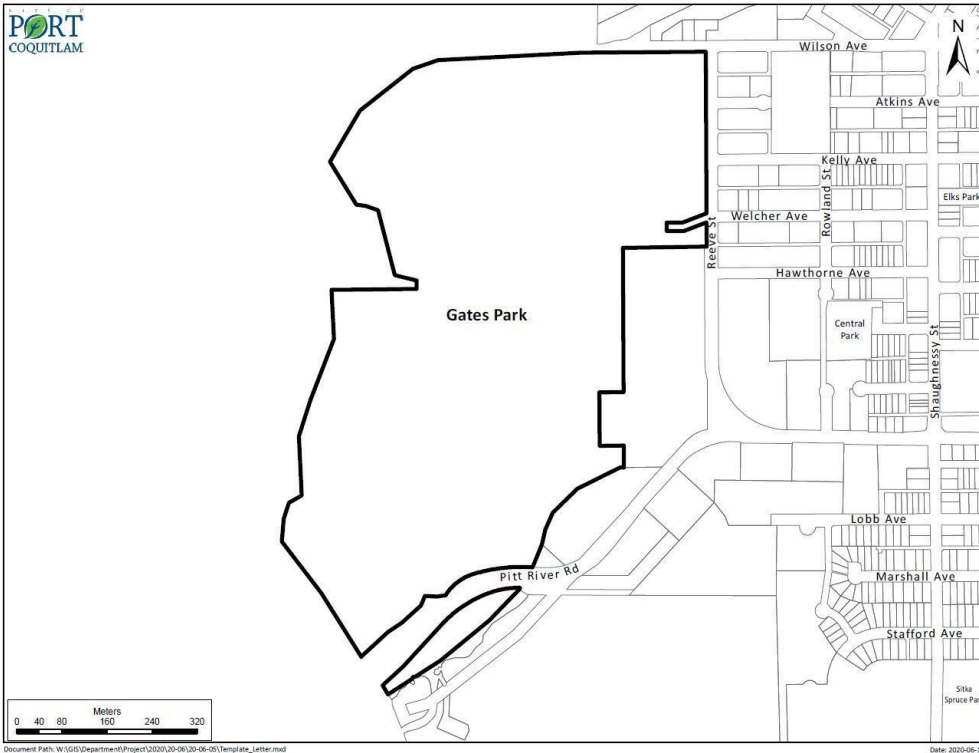 CITY OF
PORT
COQUITLAM
N
Wilson Ave
Atkins Ave
Kelly Ave
Elks Park
Rowland St
Welcher Ave
Reeve St
Hawthorne Ave
Gates Park
Central
Park
Shaughnessy St
Lobb Ave
Pitt River Rd
Marshall Ave
Stafford Ave
Sitka
Spruce Par
Meters
0 40 80 160 240 320
Document Path: W:\GIS\Department\Project\2020\20-06\20-06-05\Template_Letter.mxd
Date: 2020-06-